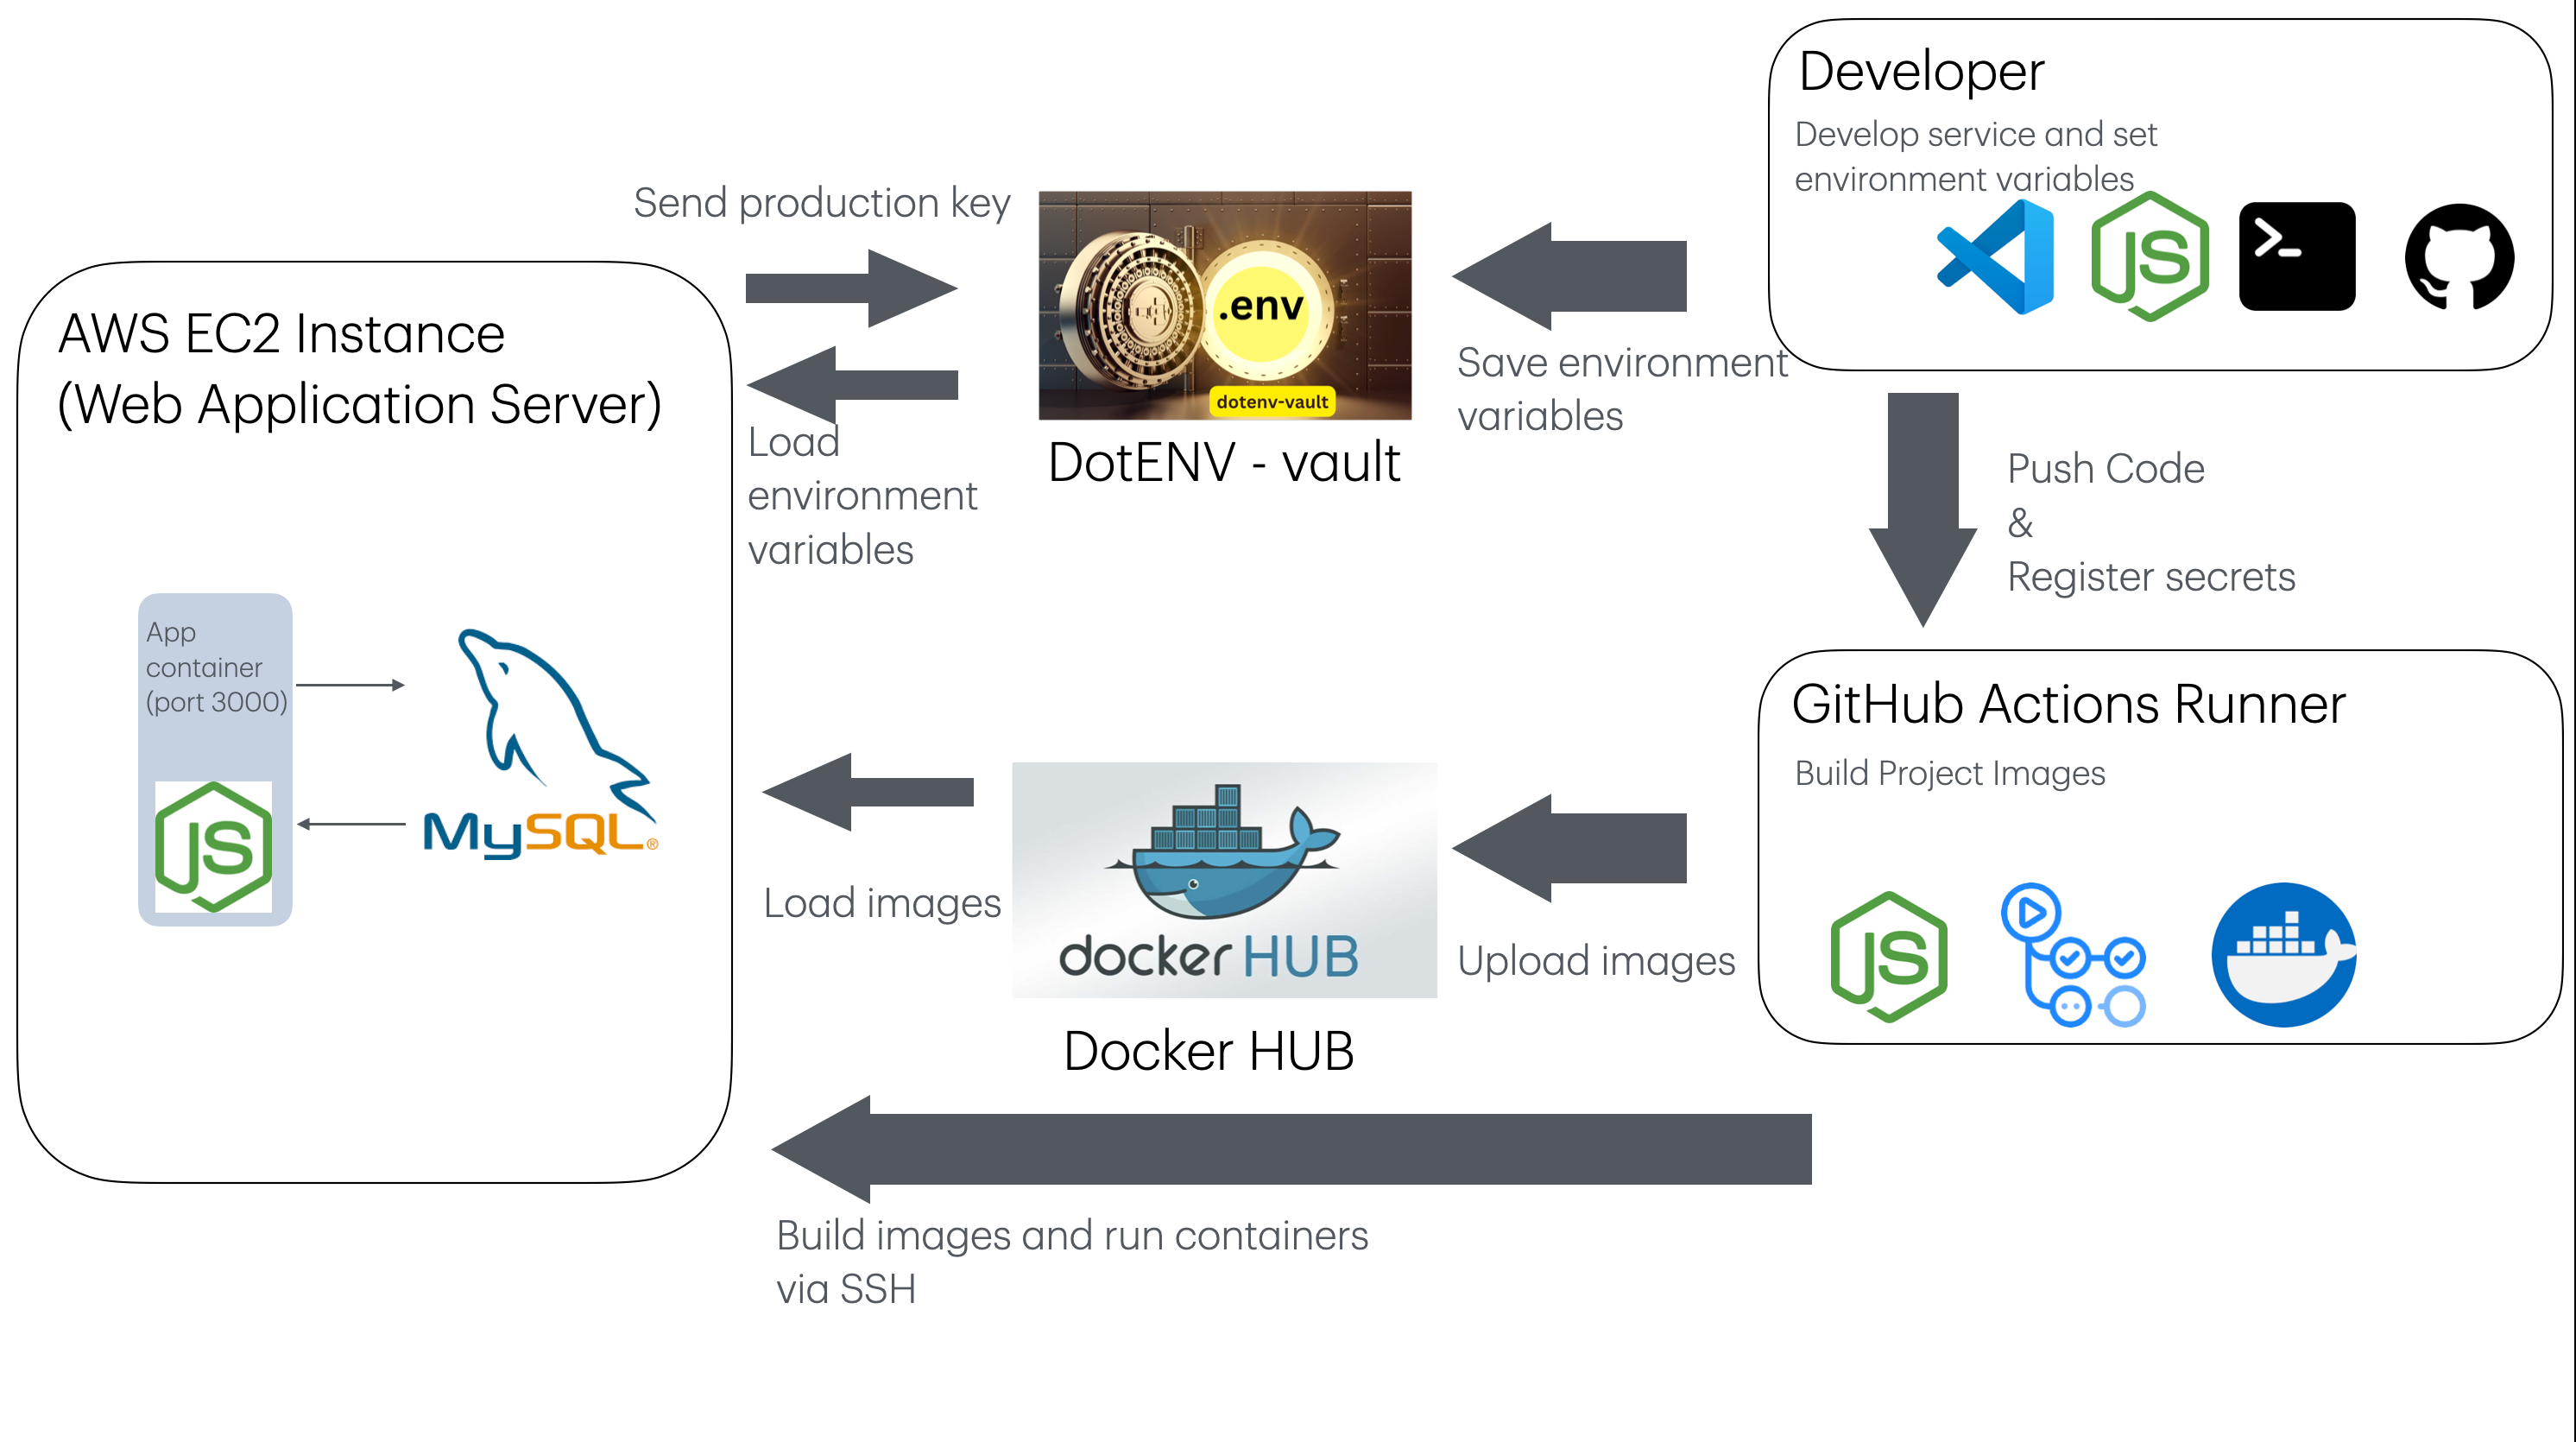 Developer
Develop service and set
environment variables
JS
>_
Send production key
.env
dotenv-vault
DotENV - vault
Save environment
variables
AWS EC2 Instance
(Web Application Server)
Load
environment
variables
Push Code
&
Register secrets
App
container
(port 3000)
JS
MySQL®
Load images
docker HUB
Docker HUB
Upload images
GitHub Actions Runner
Build Project Images
JS
Build images and run containers
via SSH